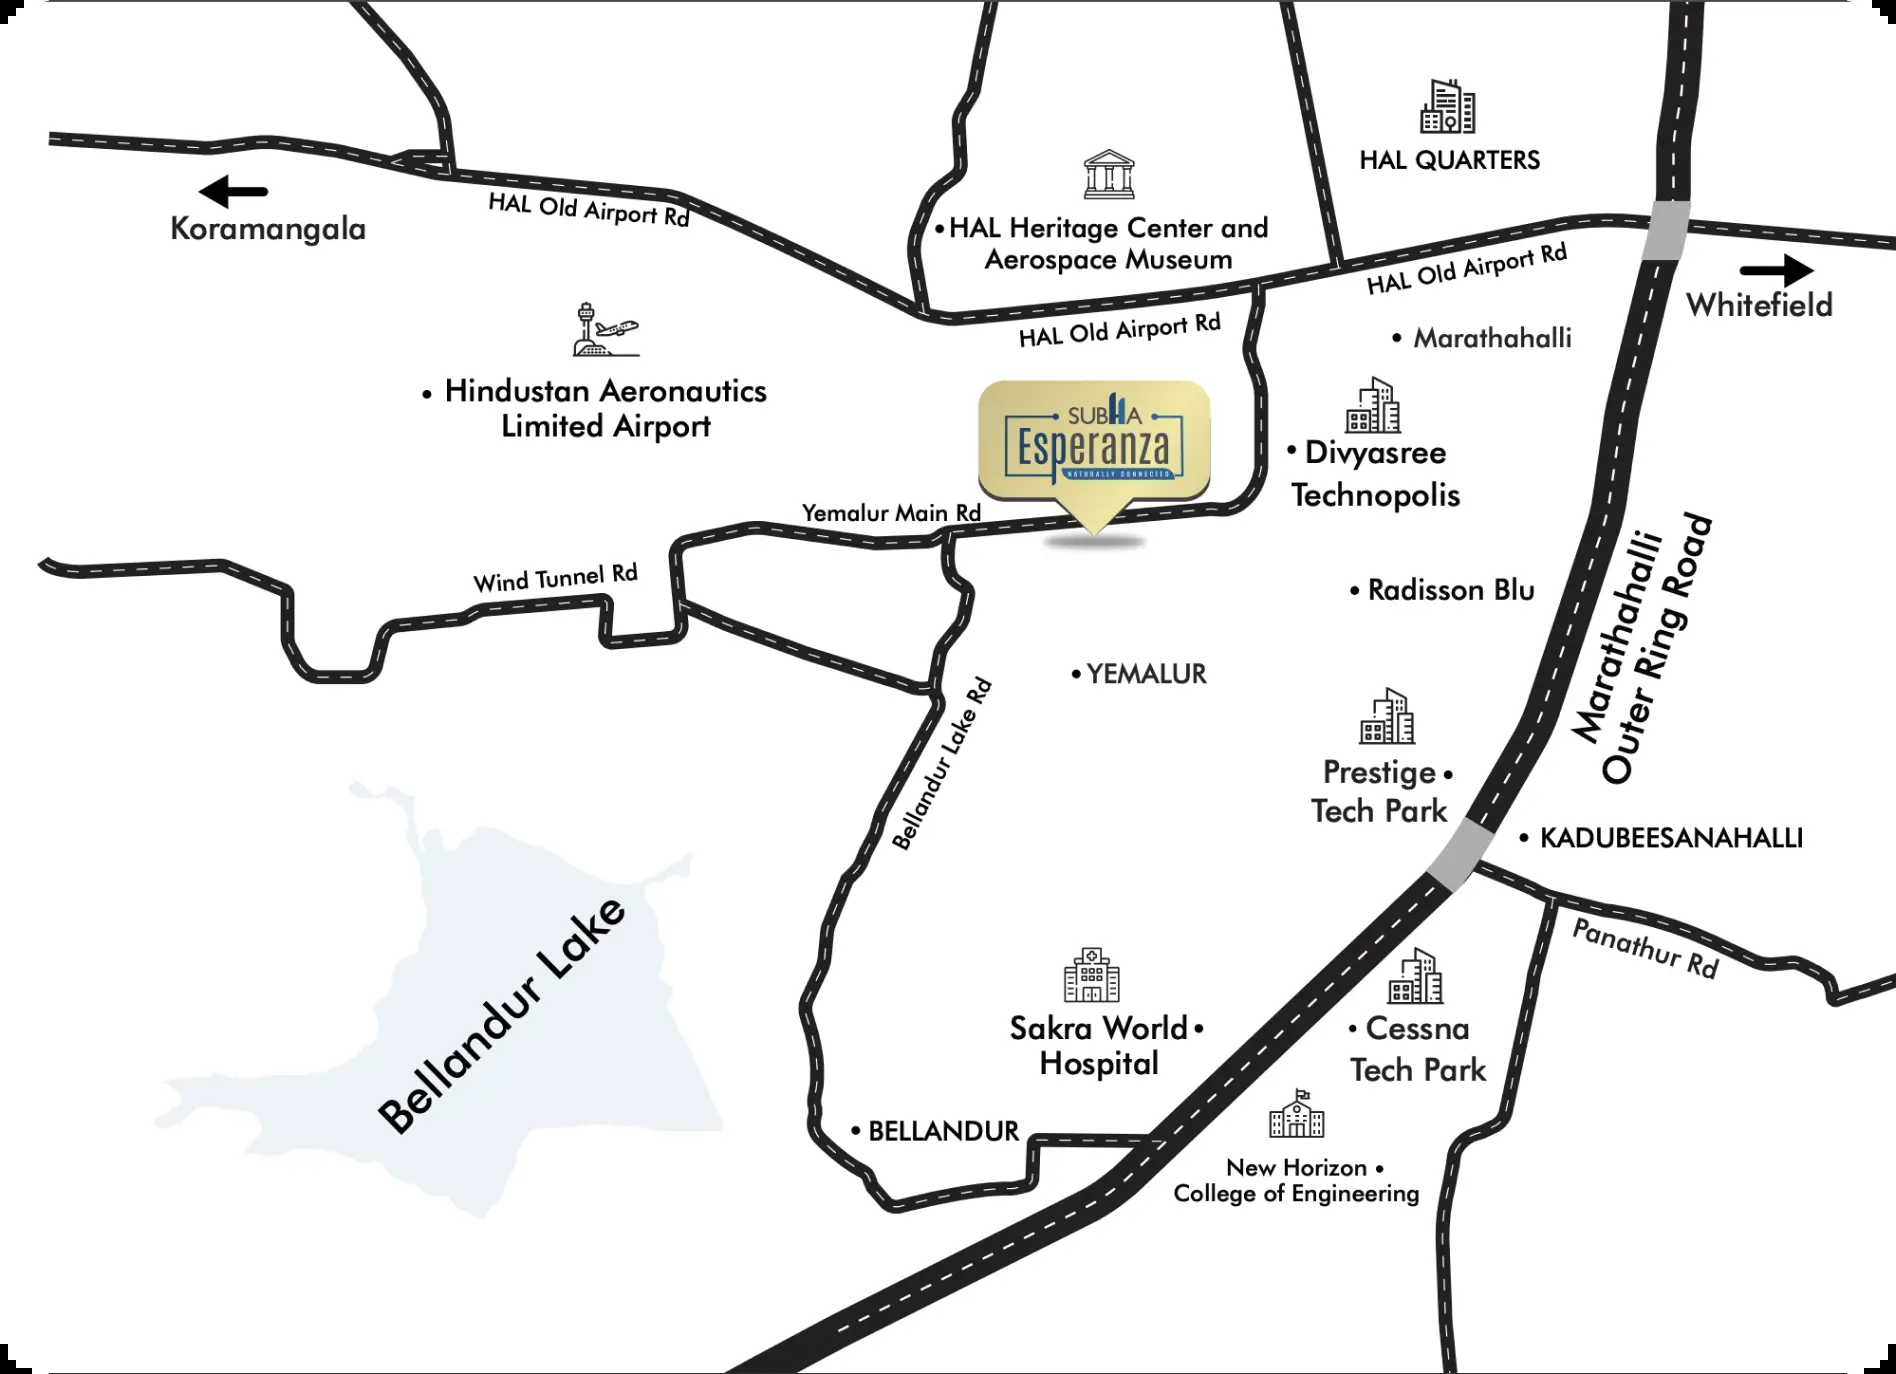 HAL QUARTERS
Koramangala
HAL Old Airport Rd
HAL Heritage Center and
Aerospace Museum
HAL Old Airport Rd
Whitefield
HAL Old Airport Rd
Marathahalli
Hindustan Aeronautics
Limited Airport
SUBHA
Esperanza
NATURALLY CONNECTED
Divyasree
Technopolis
Yemalur Main Rd
Wind Tunnel Rd
Radisson Blu
Marathahalli
Outer Ring Road
YEMALUR
Bellandur Lake Rd
Prestige
Tech Park
KADUBEESANAHALLI
Panathur Rd
Bellandur Lake
Sakra World
Hospital
Cessna
Tech Park
BELLANDUR
New Horizon
College of Engineering